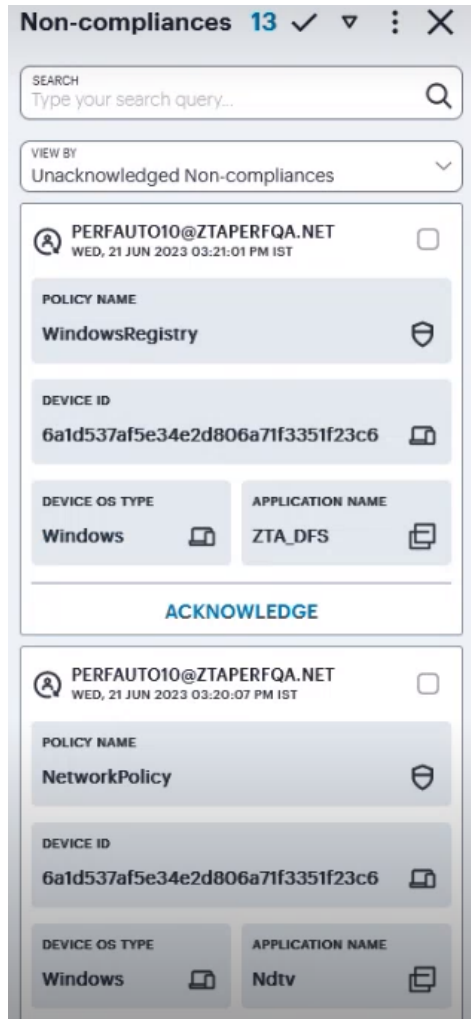 Non-compliances 13
SEARCH
Type your search query...
VIEW BY
Unacknowledged Non-compliances
PERFAUTO10@ZTAPERFQA.NET
WED, 21 JUN 2023 03:21:01 PM IST
POLICY NAME
WindowsRegistry
DEVICE ID
6a1d537af5e34e2d806a71f3351f23c6
DEVICE OS TYPE
Windows
APPLICATION NAME
ZTA_DFS
ACKNOWLEDGE
PERFAUTO10@ZTAPERFQA.NET
WED, 21 JUN 2023 03:20:07 PM IST
POLICY NAME
NetworkPolicy
DEVICE ID
6a1d537af5e34e2d806a71f3351f23c6
DEVICE OS TYPE
Windows
APPLICATION NAME
Ndtv